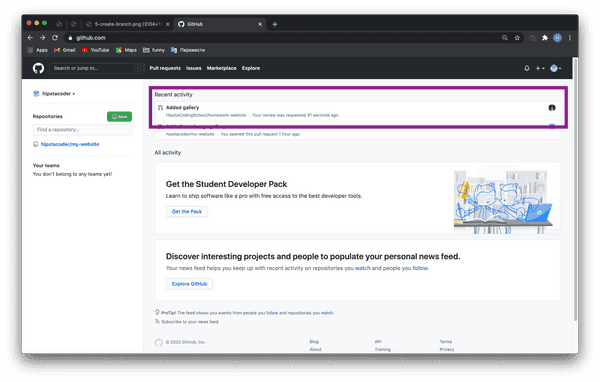 5-create-branch.png (3104×1
GitHub
github.com
Apps
Gmail
YouTube
Maps
funny
Перевести
Search or jump to...
Pull requests
Issues
Marketplace
Explore
hipstacoder
Repositories
New
Find a repository...
hipstacoder/my-website
Your teams
You don't belong to any teams yet!
Recent activity
Added gallery
HipstaCodingSchool/homework-website · Your review was requested 41 seconds ago
hipstacoder/my-website · You opened this pull request 1 hour ago
All activity
Get the Student Developer Pack
Learn to ship software like a pro with free access to the best developer tools.
Get the Pack
Discover interesting projects and people to populate your personal news feed.
Your news feed helps you keep up with recent activity on repositories you watch and people you follow.
Explore GitHub
ProTip! The feed shows you events from people you follow and repositories you watch.
Subscribe to your news feed
© 2020 GitHub, Inc.
Blog
About
API
Training
Terms
Privacy